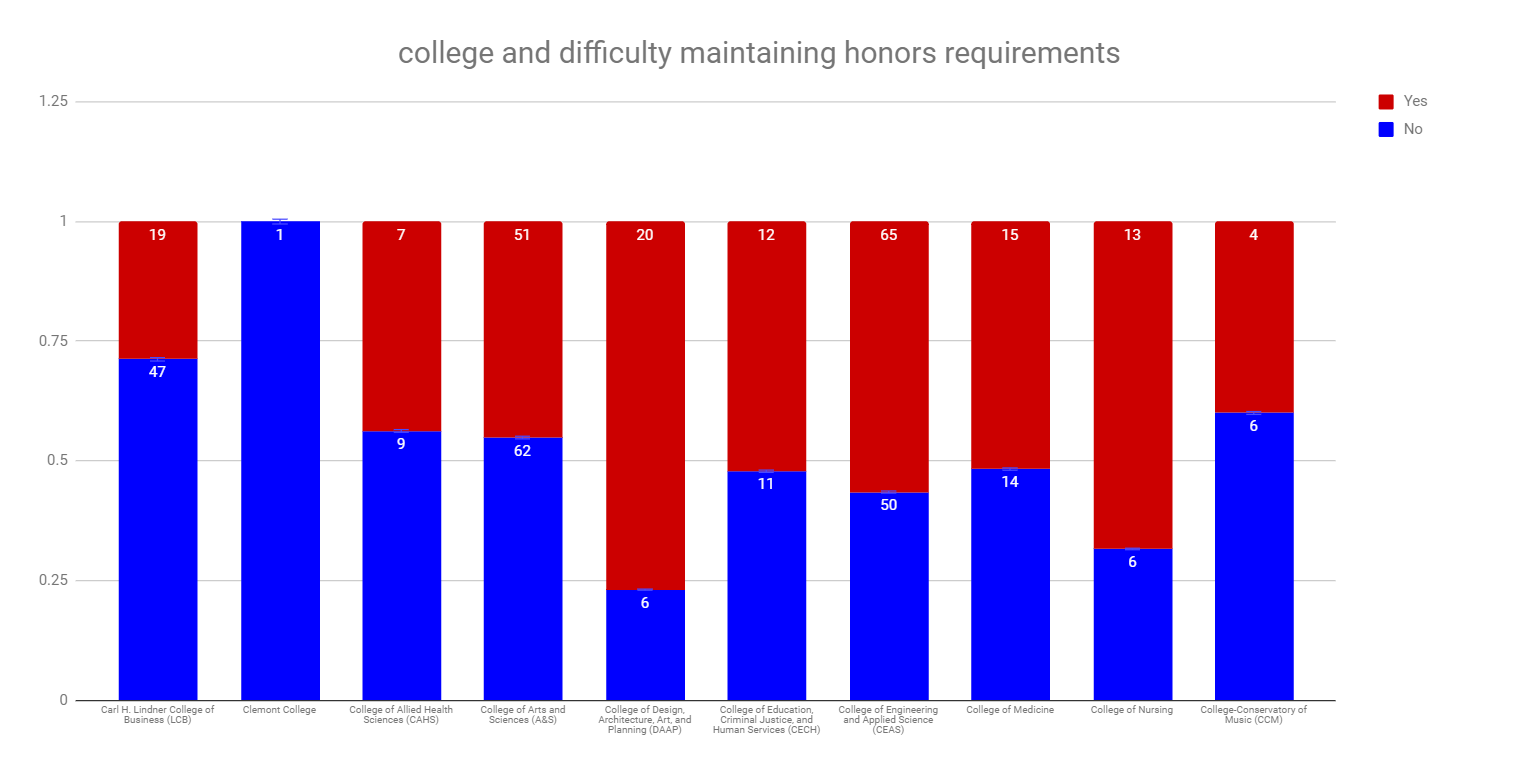 college and difficulty maintaining honors requirements
Yes
No
1.25
1
0.75
0.5
0.25
0
19
1
7
51
20
12
65
15
13
4
47
9
62
6
11
50
14
6
6
Carl H. Lindner College of
Business (LCB)
Clemont College
College of Allied Health
Sciences (CAHS)
College of Arts and
Sciences (A&S)
College of Design,
Architecture, Art, and
Planning (DAAP)
College of Education,
Criminal Justice, and
Human Services (CECH)
College of Engineering
and Applied Science
(CEAS)
College of Medicine
College of Nursing
College-Conservatory of
Music (CCM)